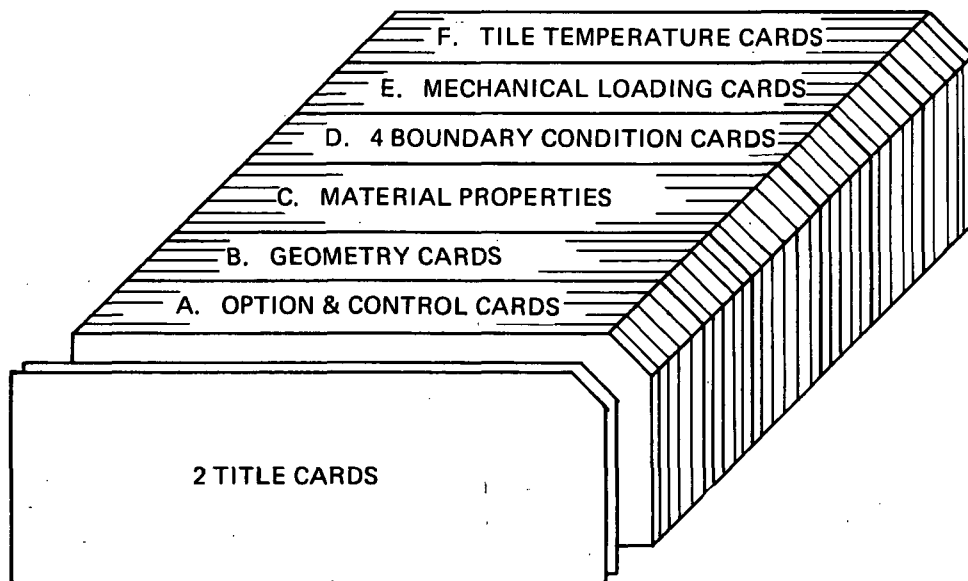 F. TILE TEMPERATURE CARDS
E. MECHANICAL LOADING CARDS
D. 4 BOUNDARY CONDITION CARDS
C. MATERIAL PROPERTIES
B. GEOMETRY CARDS
A. OPTION & CONTROL CARDS
2 TITLE CARDS